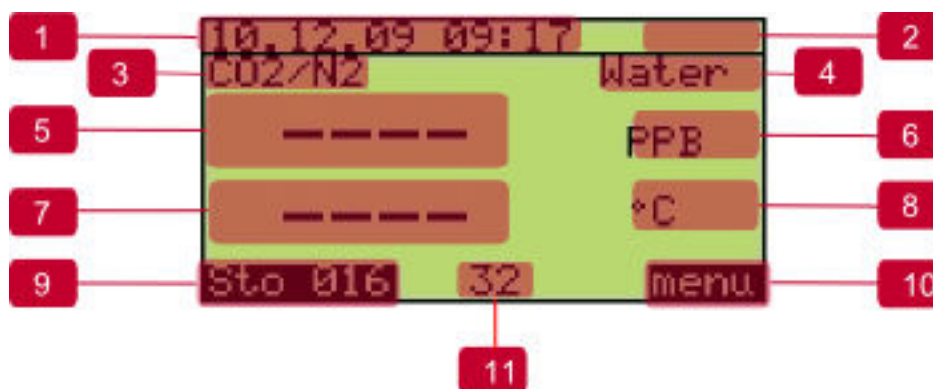 1 10.12.09 09:17 2
3 CO2/N2 Water 4
5 ---- PPB 6
7 ---- °C 8
9 Sto 016 32 menu 10
11